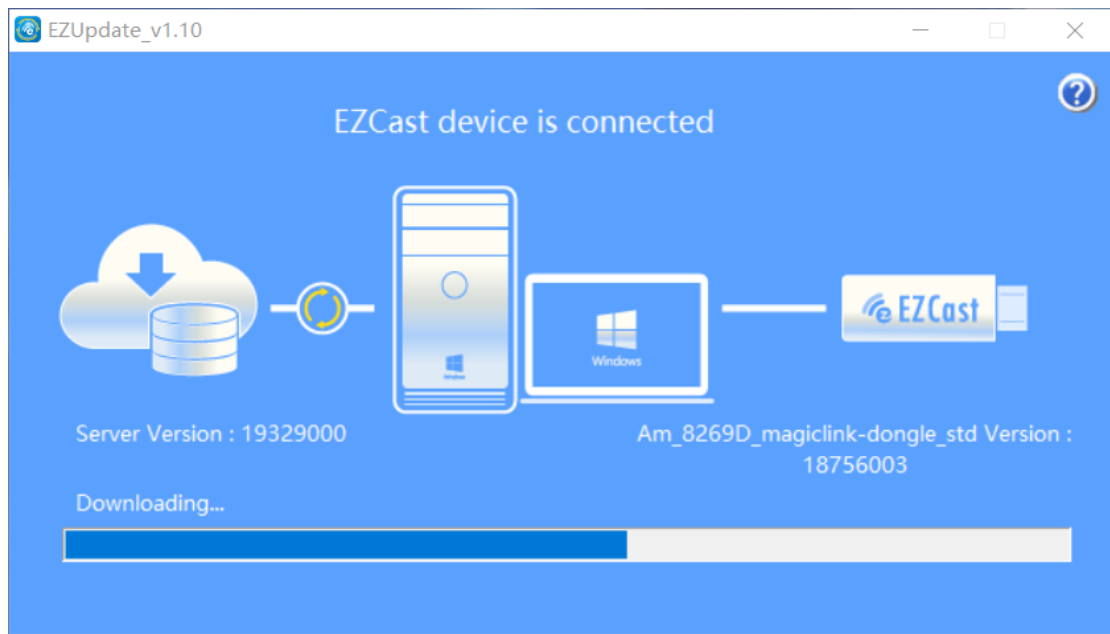 EZUpdate_v1.10
?
EZCast device is connected
Windows
EZCast
Server Version : 19329000
Am_8269D_magiclink-dongle_std Version :
18756003
Downloading...